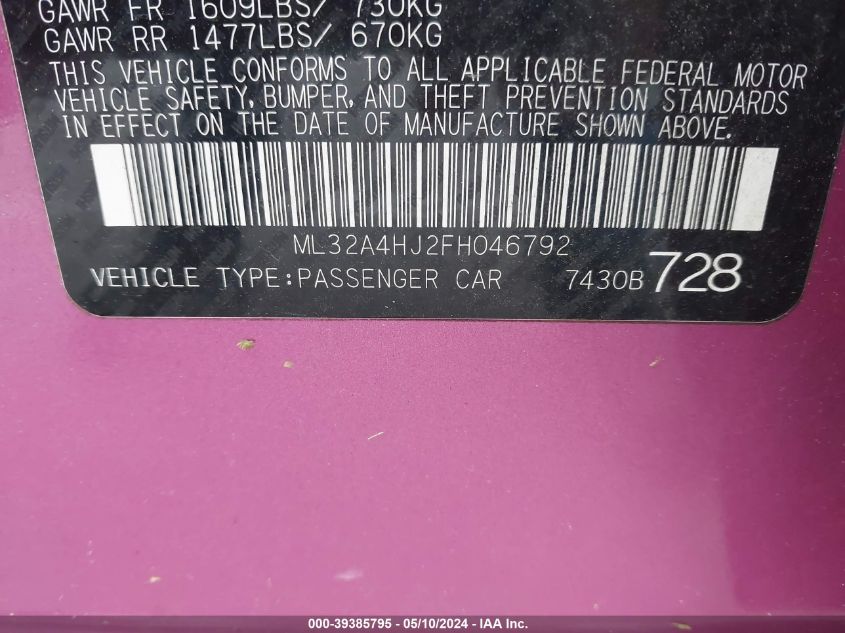 GAWR FR 1609LBS/ 730KG
GAWR RR 1477LBS/ 670KG
THIS VEHICLE CONFORMS TO ALL APPLICABLE FEDERAL MOTOR
VEHICLE SAFETY, BUMPER, AND THEFT PREVENTION STANDARDS
IN EFFECT ON THE DATE OF MANUFACTURE SHOWN ABOVE.
ML32A4HJ2FH046792
VEHICLE TYPE:PASSENGER CAR 7430B 728
000-39385795 - 05/10/2024 - IAA Inc.